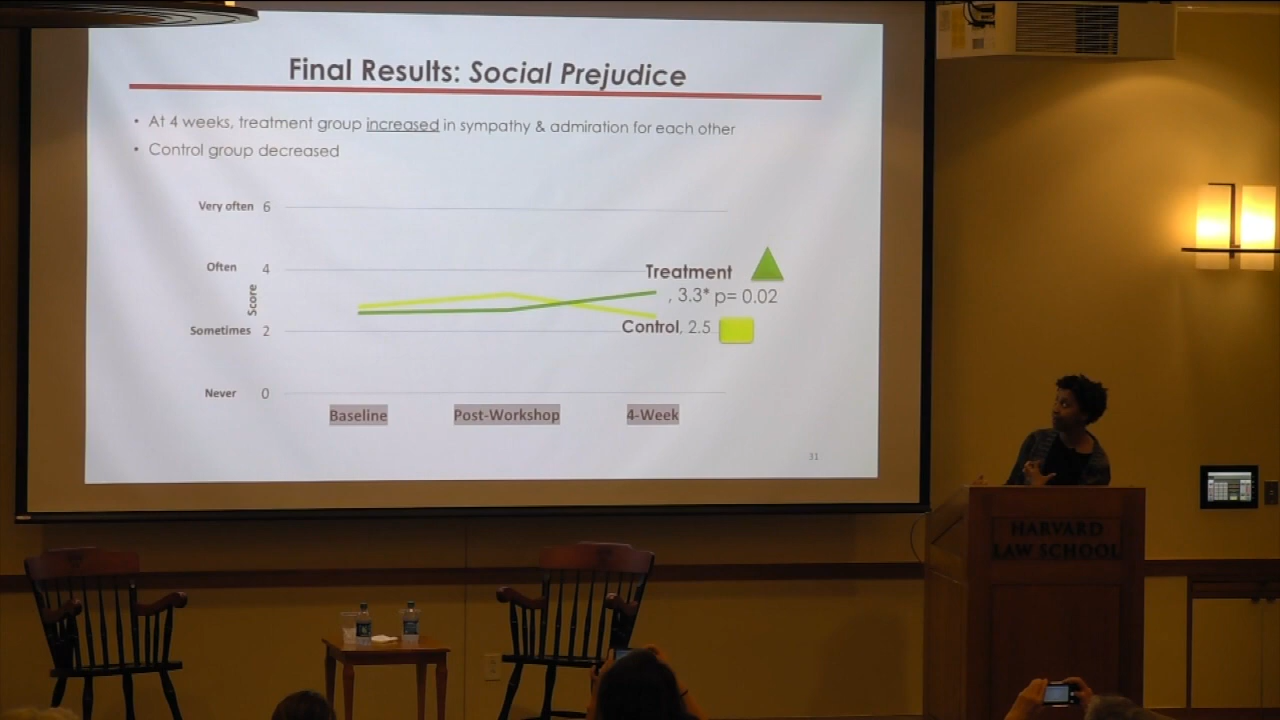 Final Results: Social Prejudice
• At 4 weeks, treatment group increased in sympathy & admiration for each other
• Control group decreased
Very often 6
Often 4
Treatment
, 3.3* p= 0.02
Score
Sometimes 2
Control, 2.5
Never 0
Baseline Post-Workshop 4-Week
31
HARVARD
LAW SCHOOL